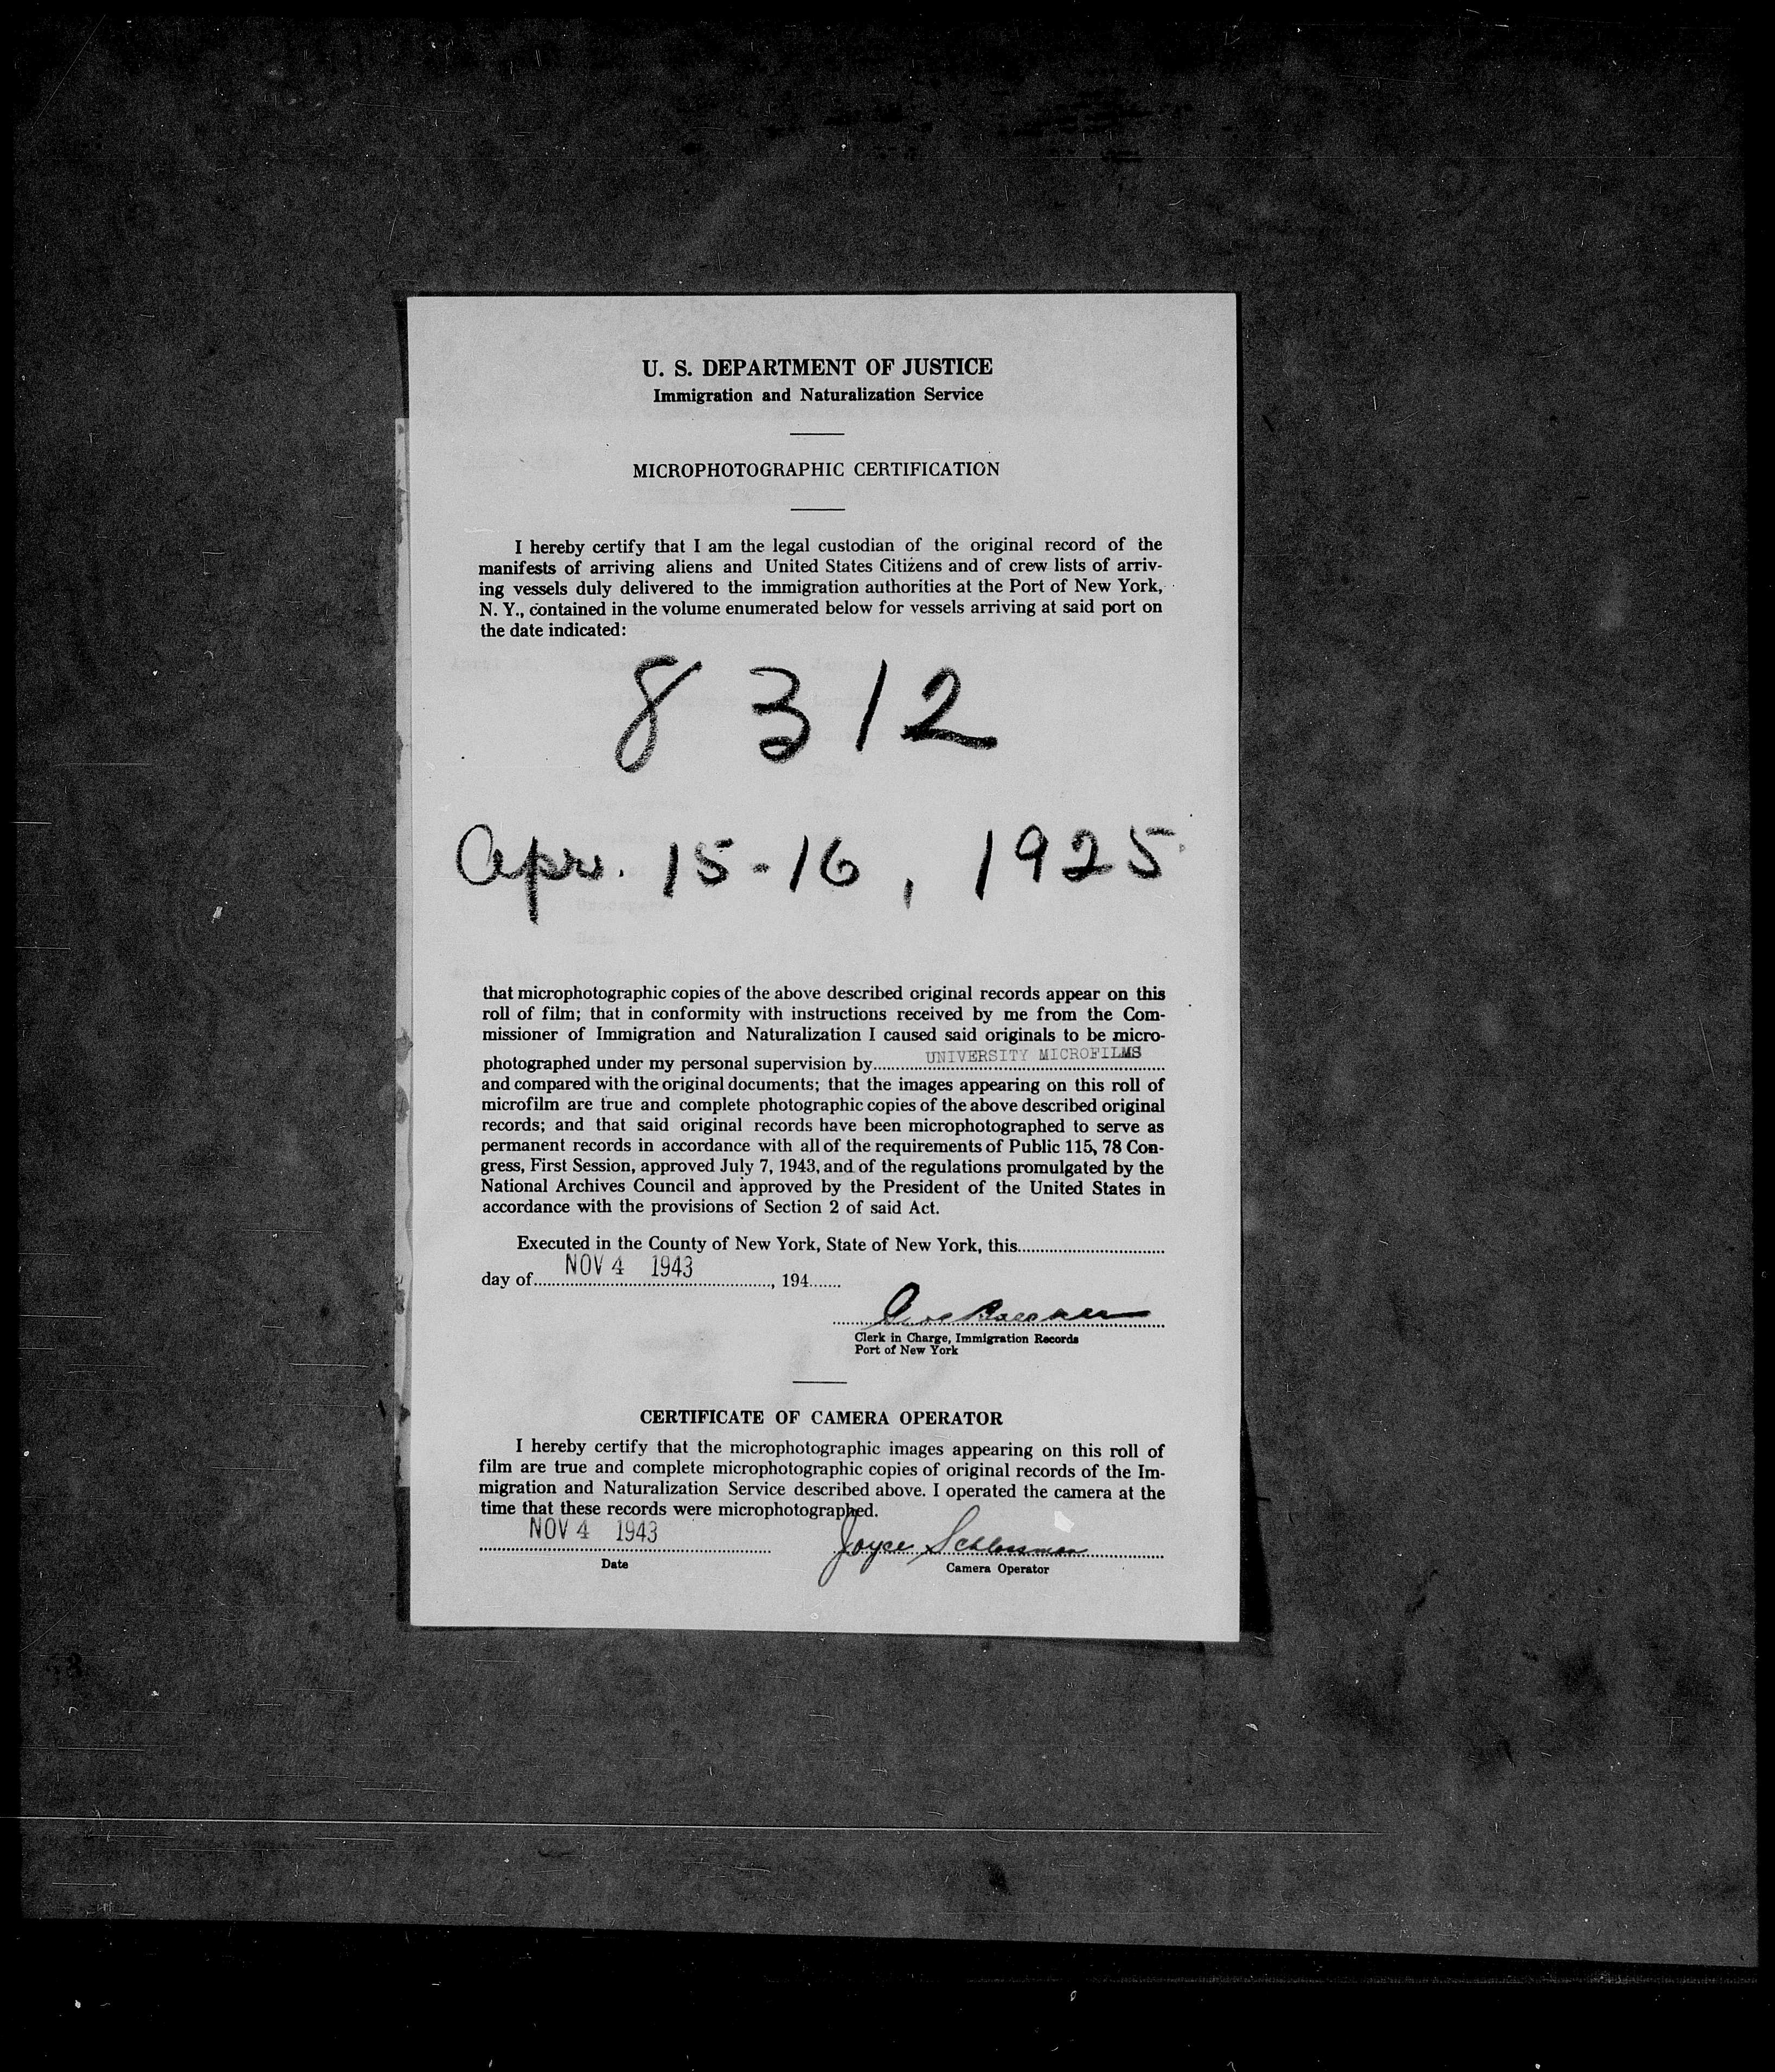 U. S. DEPARTMENT OF JUSTICE
Immigration and Naturalization Service
MICROPHOTOGRAPHIC CERTIFICATION
I hereby certify that I am the legal custodian of the original record of the
manifests of arriving aliens and United States Citizens and of crew lists of arriv-
ing vessels duly delivered to the immigration authorities at the Port of New York,
N. Y., contained in the volume enumerated below for vessels arriving at said port on
the date indicated:
8312
Apr. 15-16, 1925
that microphotographic copies of the above described original records appear on this
roll of film; that in conformity with instructions received by me from the Com-
missioner of Immigration and Naturalization I caused said originals to be micro-
photographed under my personal supervision by UNIVERSITY MICROFILMS
and compared with the original documents; that the images appearing on this roll of
microfilm are true and complete photographic copies of the above described original
records; and that said original records have been microphotographed to serve as
permanent records in accordance with all of the requirements of Public 115, 78 Con-
gress, First Session, approved July 7, 1943, and of the regulations promulgated by the
National Archives Council and approved by the President of the United States in
accordance with the provisions of Section 2 of said Act.
Executed in the County of New York, State of New York, this
day of NOV 4 1943, 194
Clerk in Charge, Immigration Records
Port of New York
CERTIFICATE OF CAMERA OPERATOR
I hereby certify that the microphotographic images appearing on this roll of
film are true and complete microphotographic copies of original records of the Im-
migration and Naturalization Service described above. I operated the camera at the
time that these records were microphotographed.
NOV 4 1943 Joyce Schlossman
Date Camera Operator